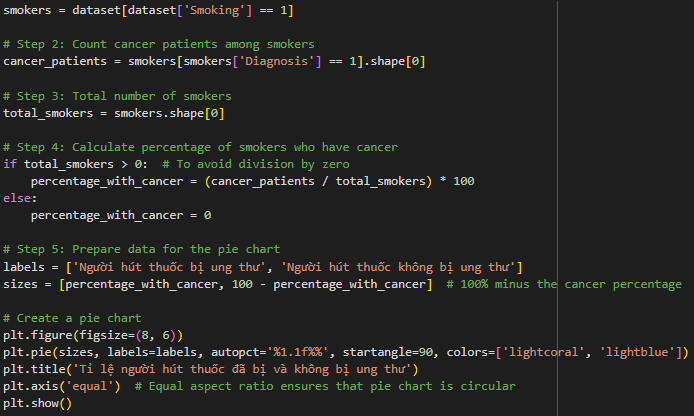 smokers = dataset[dataset['Smoking'] == 1]
# Step 2: Count cancer patients among smokers
cancer_patients = smokers[smokers['Diagnosis'] == 1].shape[0]
# Step 3: Total number of smokers
total_smokers = smokers.shape[0]
# Step 4: Calculate percentage of smokers who have cancer
if total_smokers > 0:  # To avoid division by zero
    percentage_with_cancer = (cancer_patients / total_smokers) * 100
else:
    percentage_with_cancer = 0
# Step 5: Prepare data for the pie chart
labels = ['Người hút thuốc bị ung thư', 'Người hút thuốc không bị ung thư']
sizes = [percentage_with_cancer, 100 - percentage_with_cancer]  # 100% minus the cancer percentage
# Create a pie chart
plt.figure(figsize=(8, 6))
plt.pie(sizes, labels=labels, autopct='%1.1f%%', startangle=90, colors=['lightcoral', 'lightblue'])
plt.title('Tỉ lệ người hút thuốc đã bị và không bị ung thư')
plt.axis('equal')  # Equal aspect ratio ensures that pie chart is circular
plt.show()